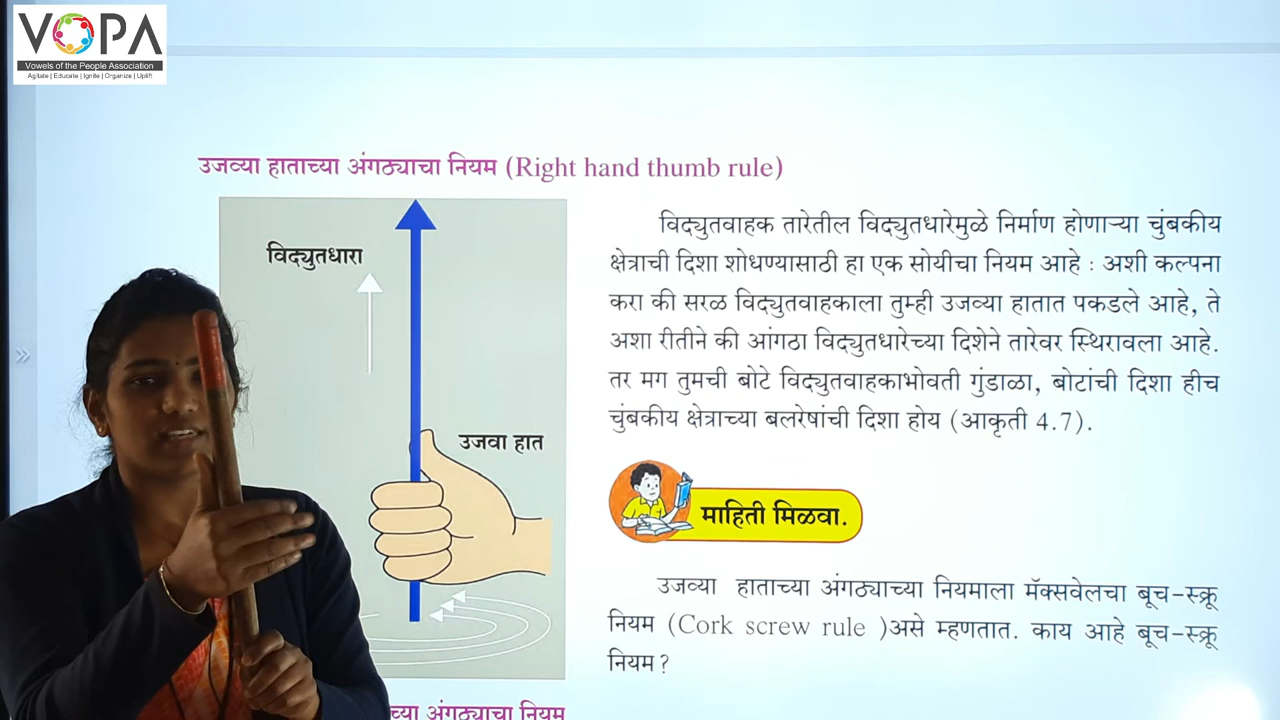 VOPA
Vowels of the People Association
Agitate | Educate | Ignite | Organize | Uplift
उजव्या हाताच्या अंगठ्याचा नियम (Right hand thumb rule)
विद्युतधारा
उजवा हात
च्या अंगठ्याचा नियम
विद्युतवाहक तारेतील विद्युतधारेमुळे निर्माण होणाऱ्या चुंबकीय
क्षेत्राची दिशा शोधण्यासाठी हा एक सोयीचा नियम आहे : अशी कल्पना
करा की सरळ विद्युतवाहकाला तुम्ही उजव्या हातात पकडले आहे, ते
अशा रीतीने की आंगठा विद्युतधारेच्या दिशेने तारेवर स्थिरावला आहे.
तर मग तुमची बोटे विद्युतवाहकाभोवती गुंडाळा, बोटांची दिशा हीच
चुंबकीय क्षेत्राच्या बलरेषांची दिशा होय (आकृती 4.7).
माहिती मिळवा.
उजव्या हाताच्या अंगठ्याच्या नियमाला मॅक्सवेलचा बूच-स्क्रू
नियम (Cork screw rule )असे म्हणतात. काय आहे बूच-स्क्रू
नियम?